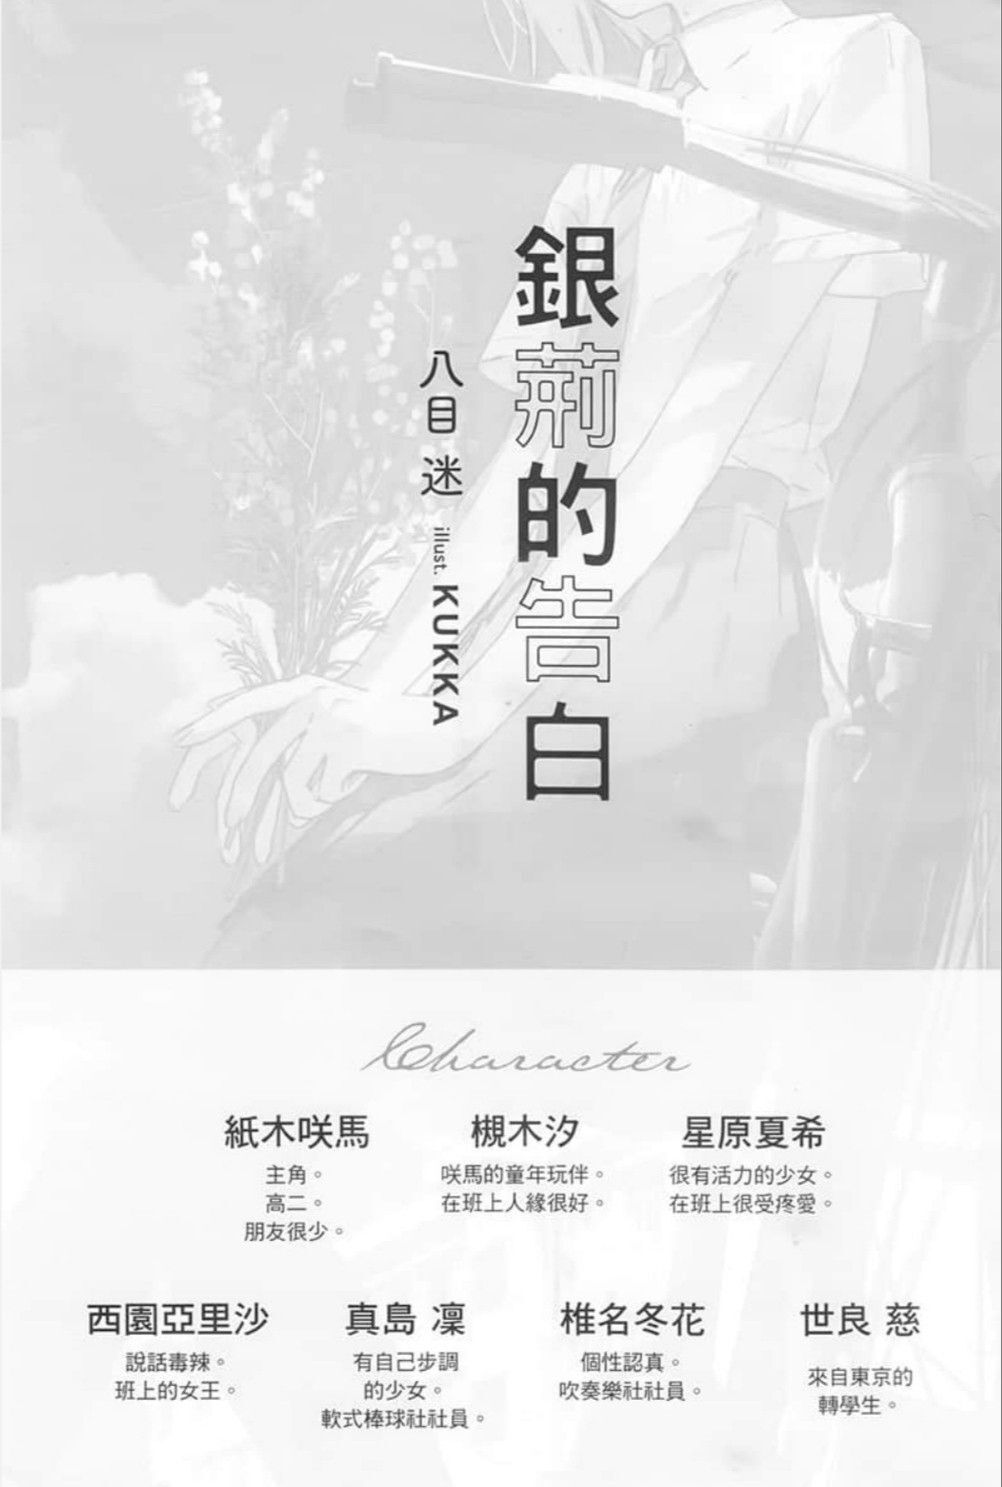 銀荊的告白
八目 迷
illust. KUKKA
Character
紙木咲馬
主角。
高二。
朋友很少。
槻木汐
咲馬的童年玩伴。
在班上人緣很好。
星原夏希
很有活力的少女。
在班上很受疼愛。
西園亞里沙
說話毒辣。
班上的女王。
真島 凜
有自己步調
的少女。
軟式棒球社社員。
椎名冬花
個性認真。
吹奏樂社社員。
世良 慈
來自東京的
轉學生。